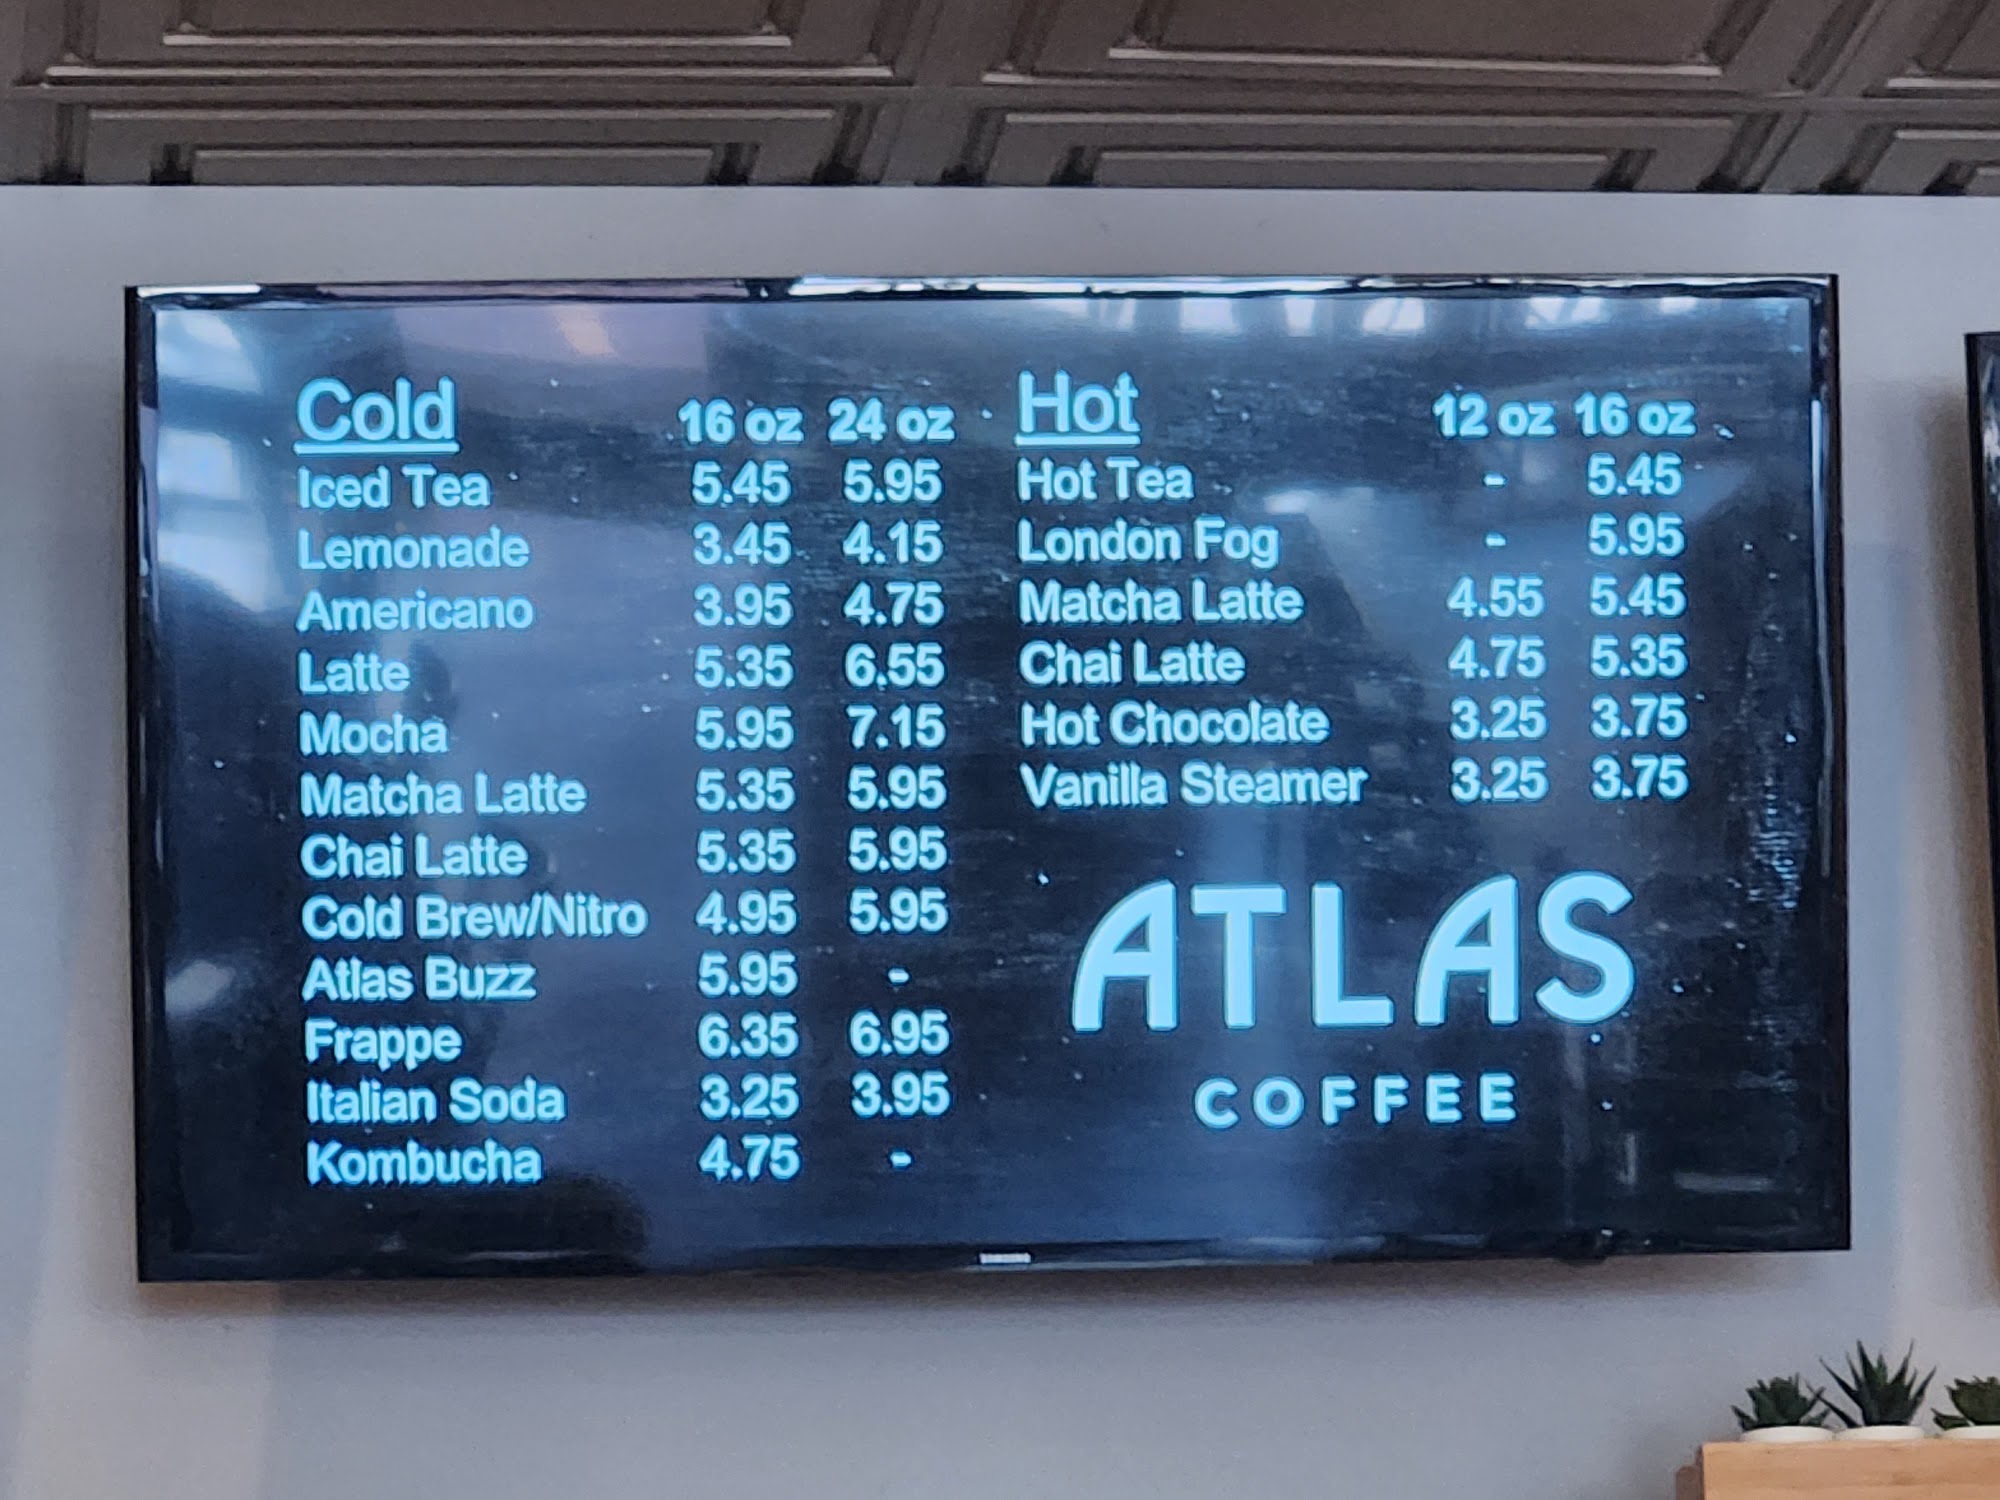 Cold 16 oz 24 oz
Iced Tea 5.45 5.95
Lemonade 3.45 4.15
Americano 3.95 4.75
Latte 5.35 6.55
Mocha 5.95 7.15
Matcha Latte 5.35 5.95
Chai Latte 5.35 5.95
Cold Brew/Nitro 4.95 5.95
Atlas Buzz 5.95 -
Frappe 6.35 6.95
Italian Soda 3.25 3.95
Kombucha 4.75 -
Hot 12 oz 16 oz
Hot Tea - 5.45
London Fog - 5.95
Matcha Latte 4.55 5.45
Chai Latte 4.75 5.35
Hot Chocolate 3.25 3.75
Vanilla Steamer 3.25 3.75
ATLAS
COFFEE
SAMSUNG